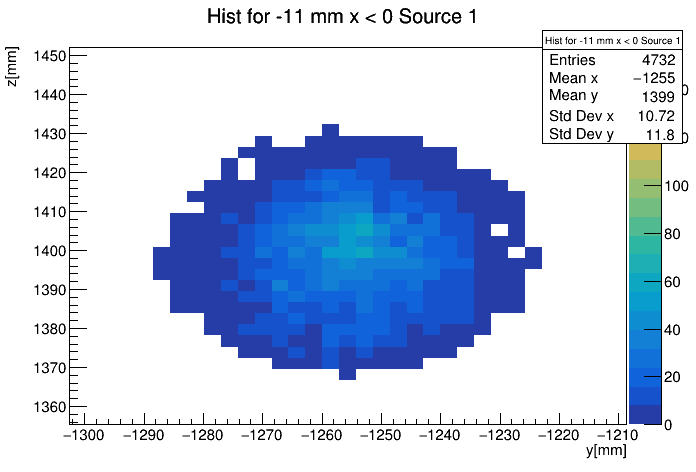 Hist for -11 mm x < 0 Source 1
z[mm]
1450
1440
1430
1420
1410
1400
1390
1380
1370
1360
Hist for -11 mm x < 0 Source 1
Entries 4732
Mean x −1255
Mean y 1399
Std Dev x 10.72
Std Dev y 11.8
0
0
100
80
60
40
20
0
−1300 −1290 −1280 −1270 −1260 −1250 −1240 −1230 −1220 −1210
y[mm]